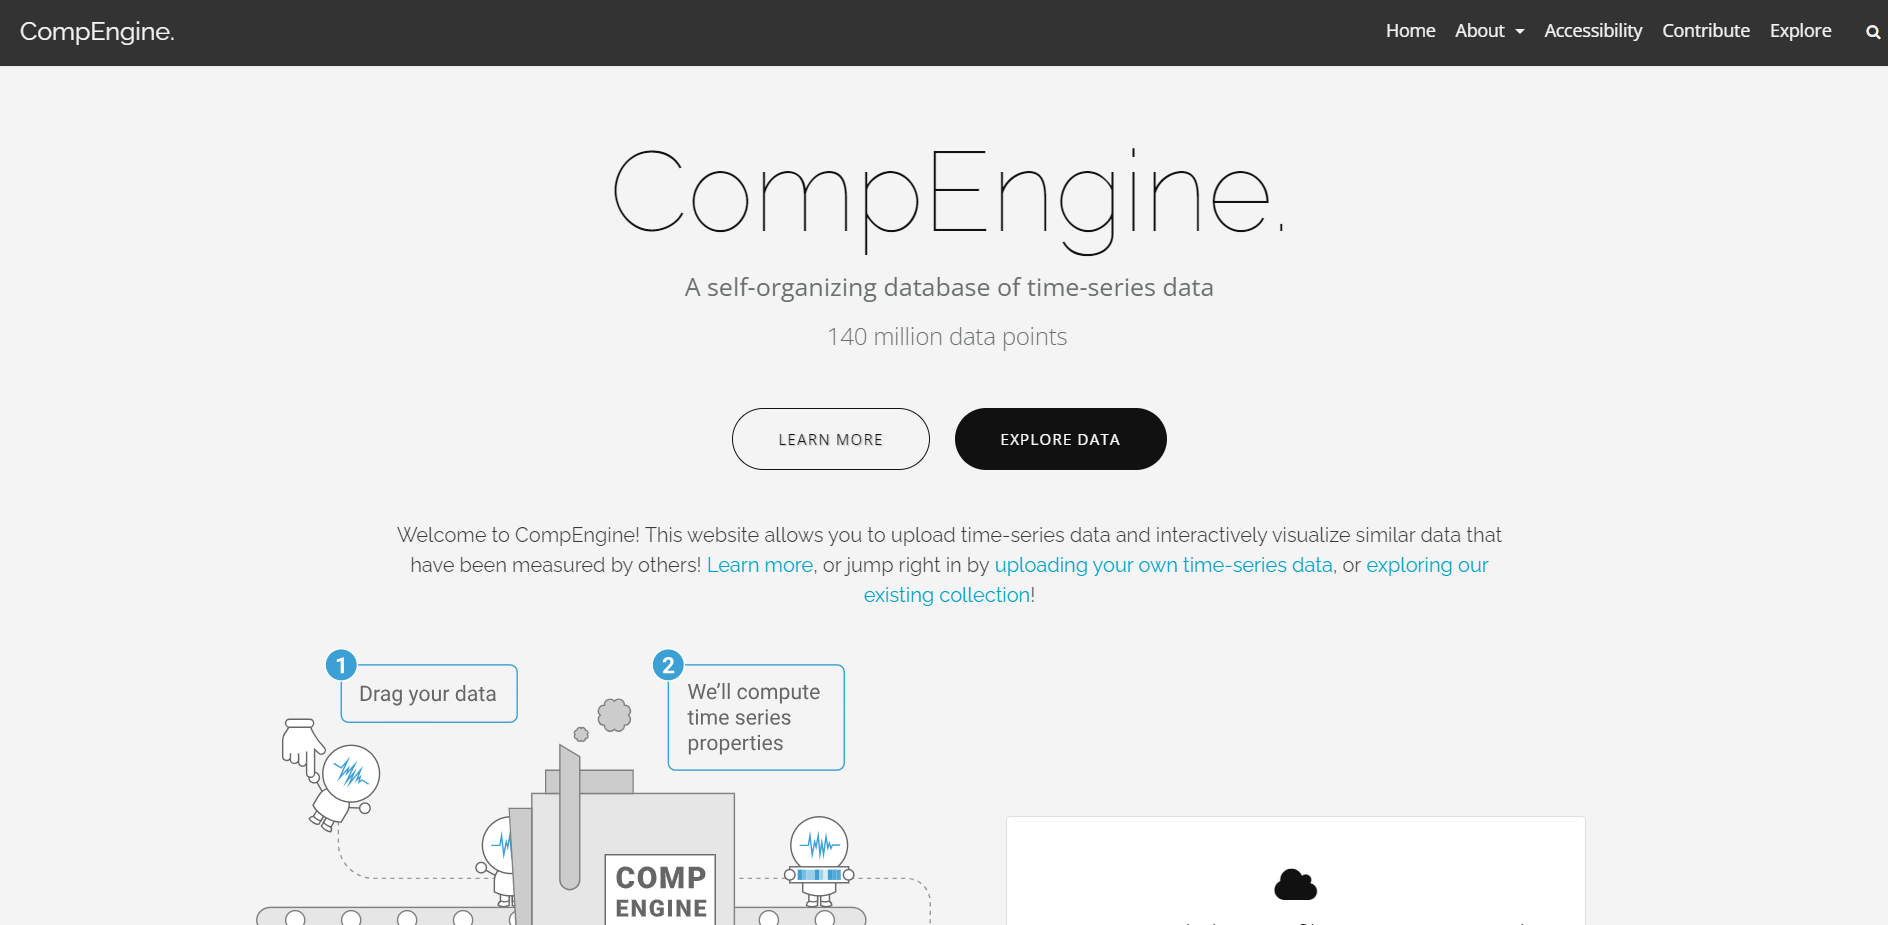 CompEngine.
Home About Accessibility Contribute Explore
CompEngine.
A self-organizing database of time-series data
140 million data points
LEARN MORE
EXPLORE DATA
Welcome to CompEngine! This website allows you to upload time-series data and interactively visualize similar data that
have been measured by others! Learn more, or jump right in by uploading your own time-series data, or exploring our
existing collection!
1
Drag your data
2
We'll compute
time series
properties
COMP
ENGINE